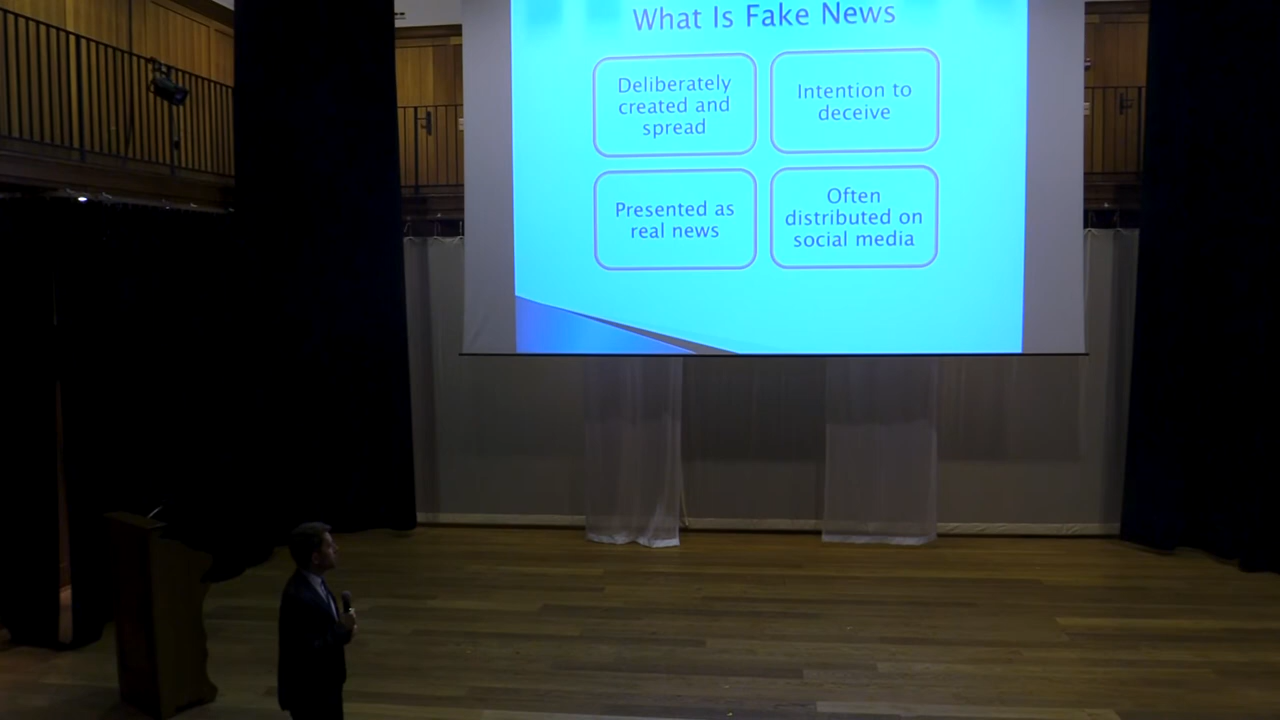 What Is Fake News
Deliberately
created and
spread
Intention to
deceive
Presented as
real news
Often
distributed on
social media